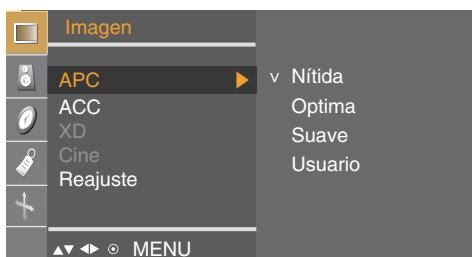 Imagen
APC
ACC
XD
Cine
Reajuste
v Nítida
Optima
Suave
Usuario
MENU